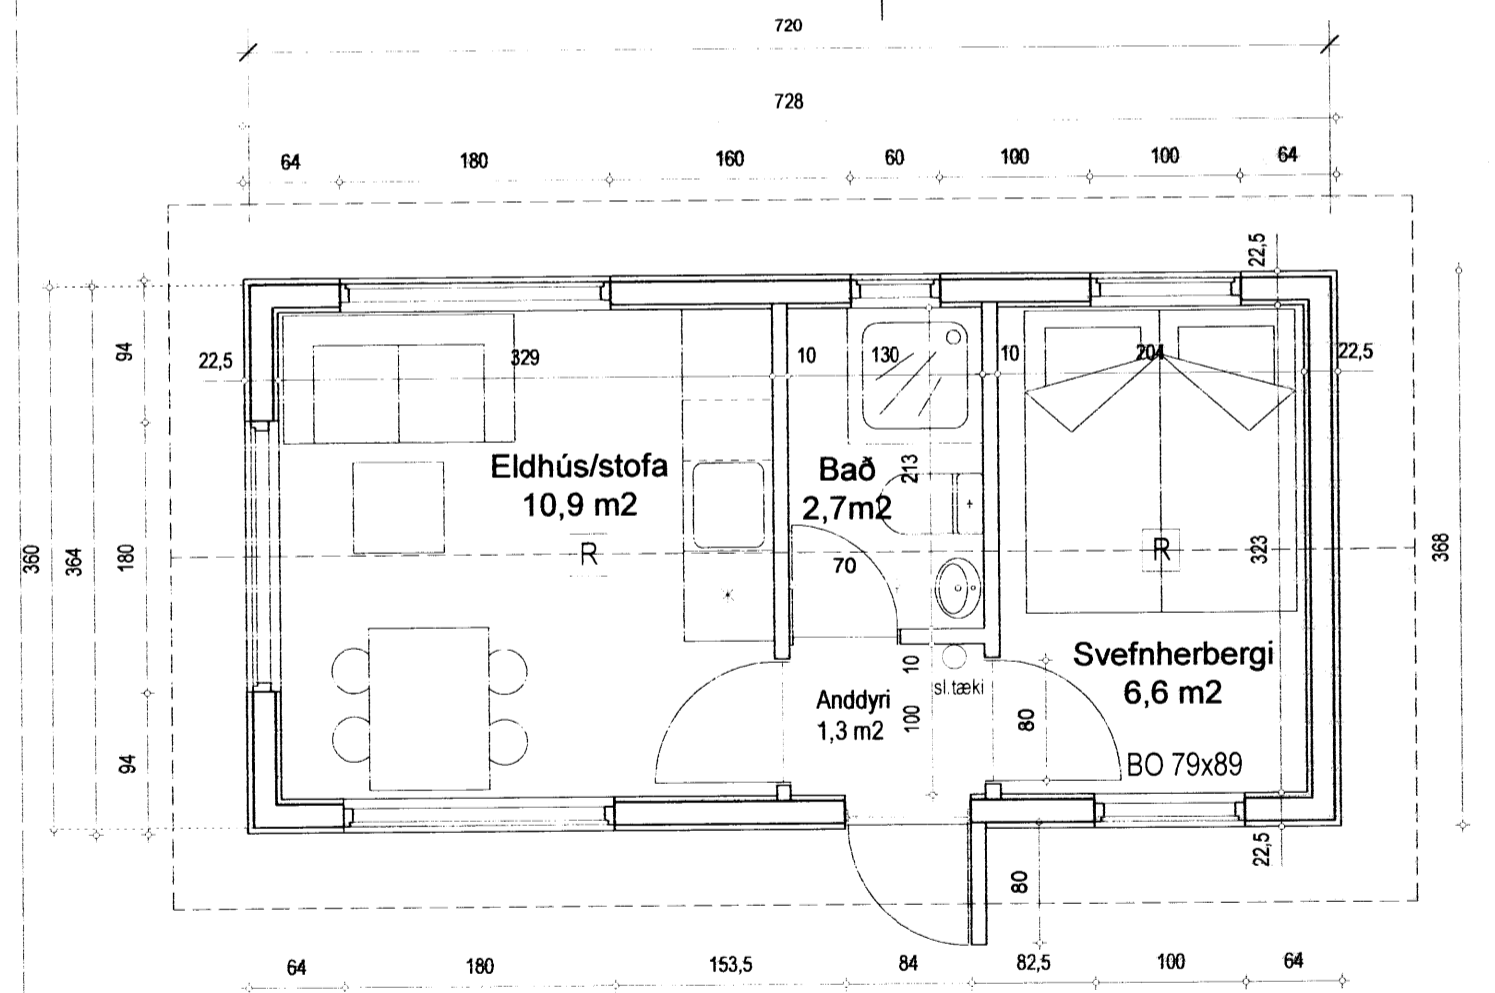 720
728
64 180 160 60 100 100 64
22,5
94
22,5 329 10 130 10 204 22,5
Eldhús/stofa
10,9 m2
Bað
2,7m2
213
360 364 180
R
70
R
323
368
Svefnherbergi
6,6 m2
10
sl.tæki
Anddyri
1,3 m2
100
80
BO 79x89
94
22,5
80
64 180 153,5 84 82,5 100 64